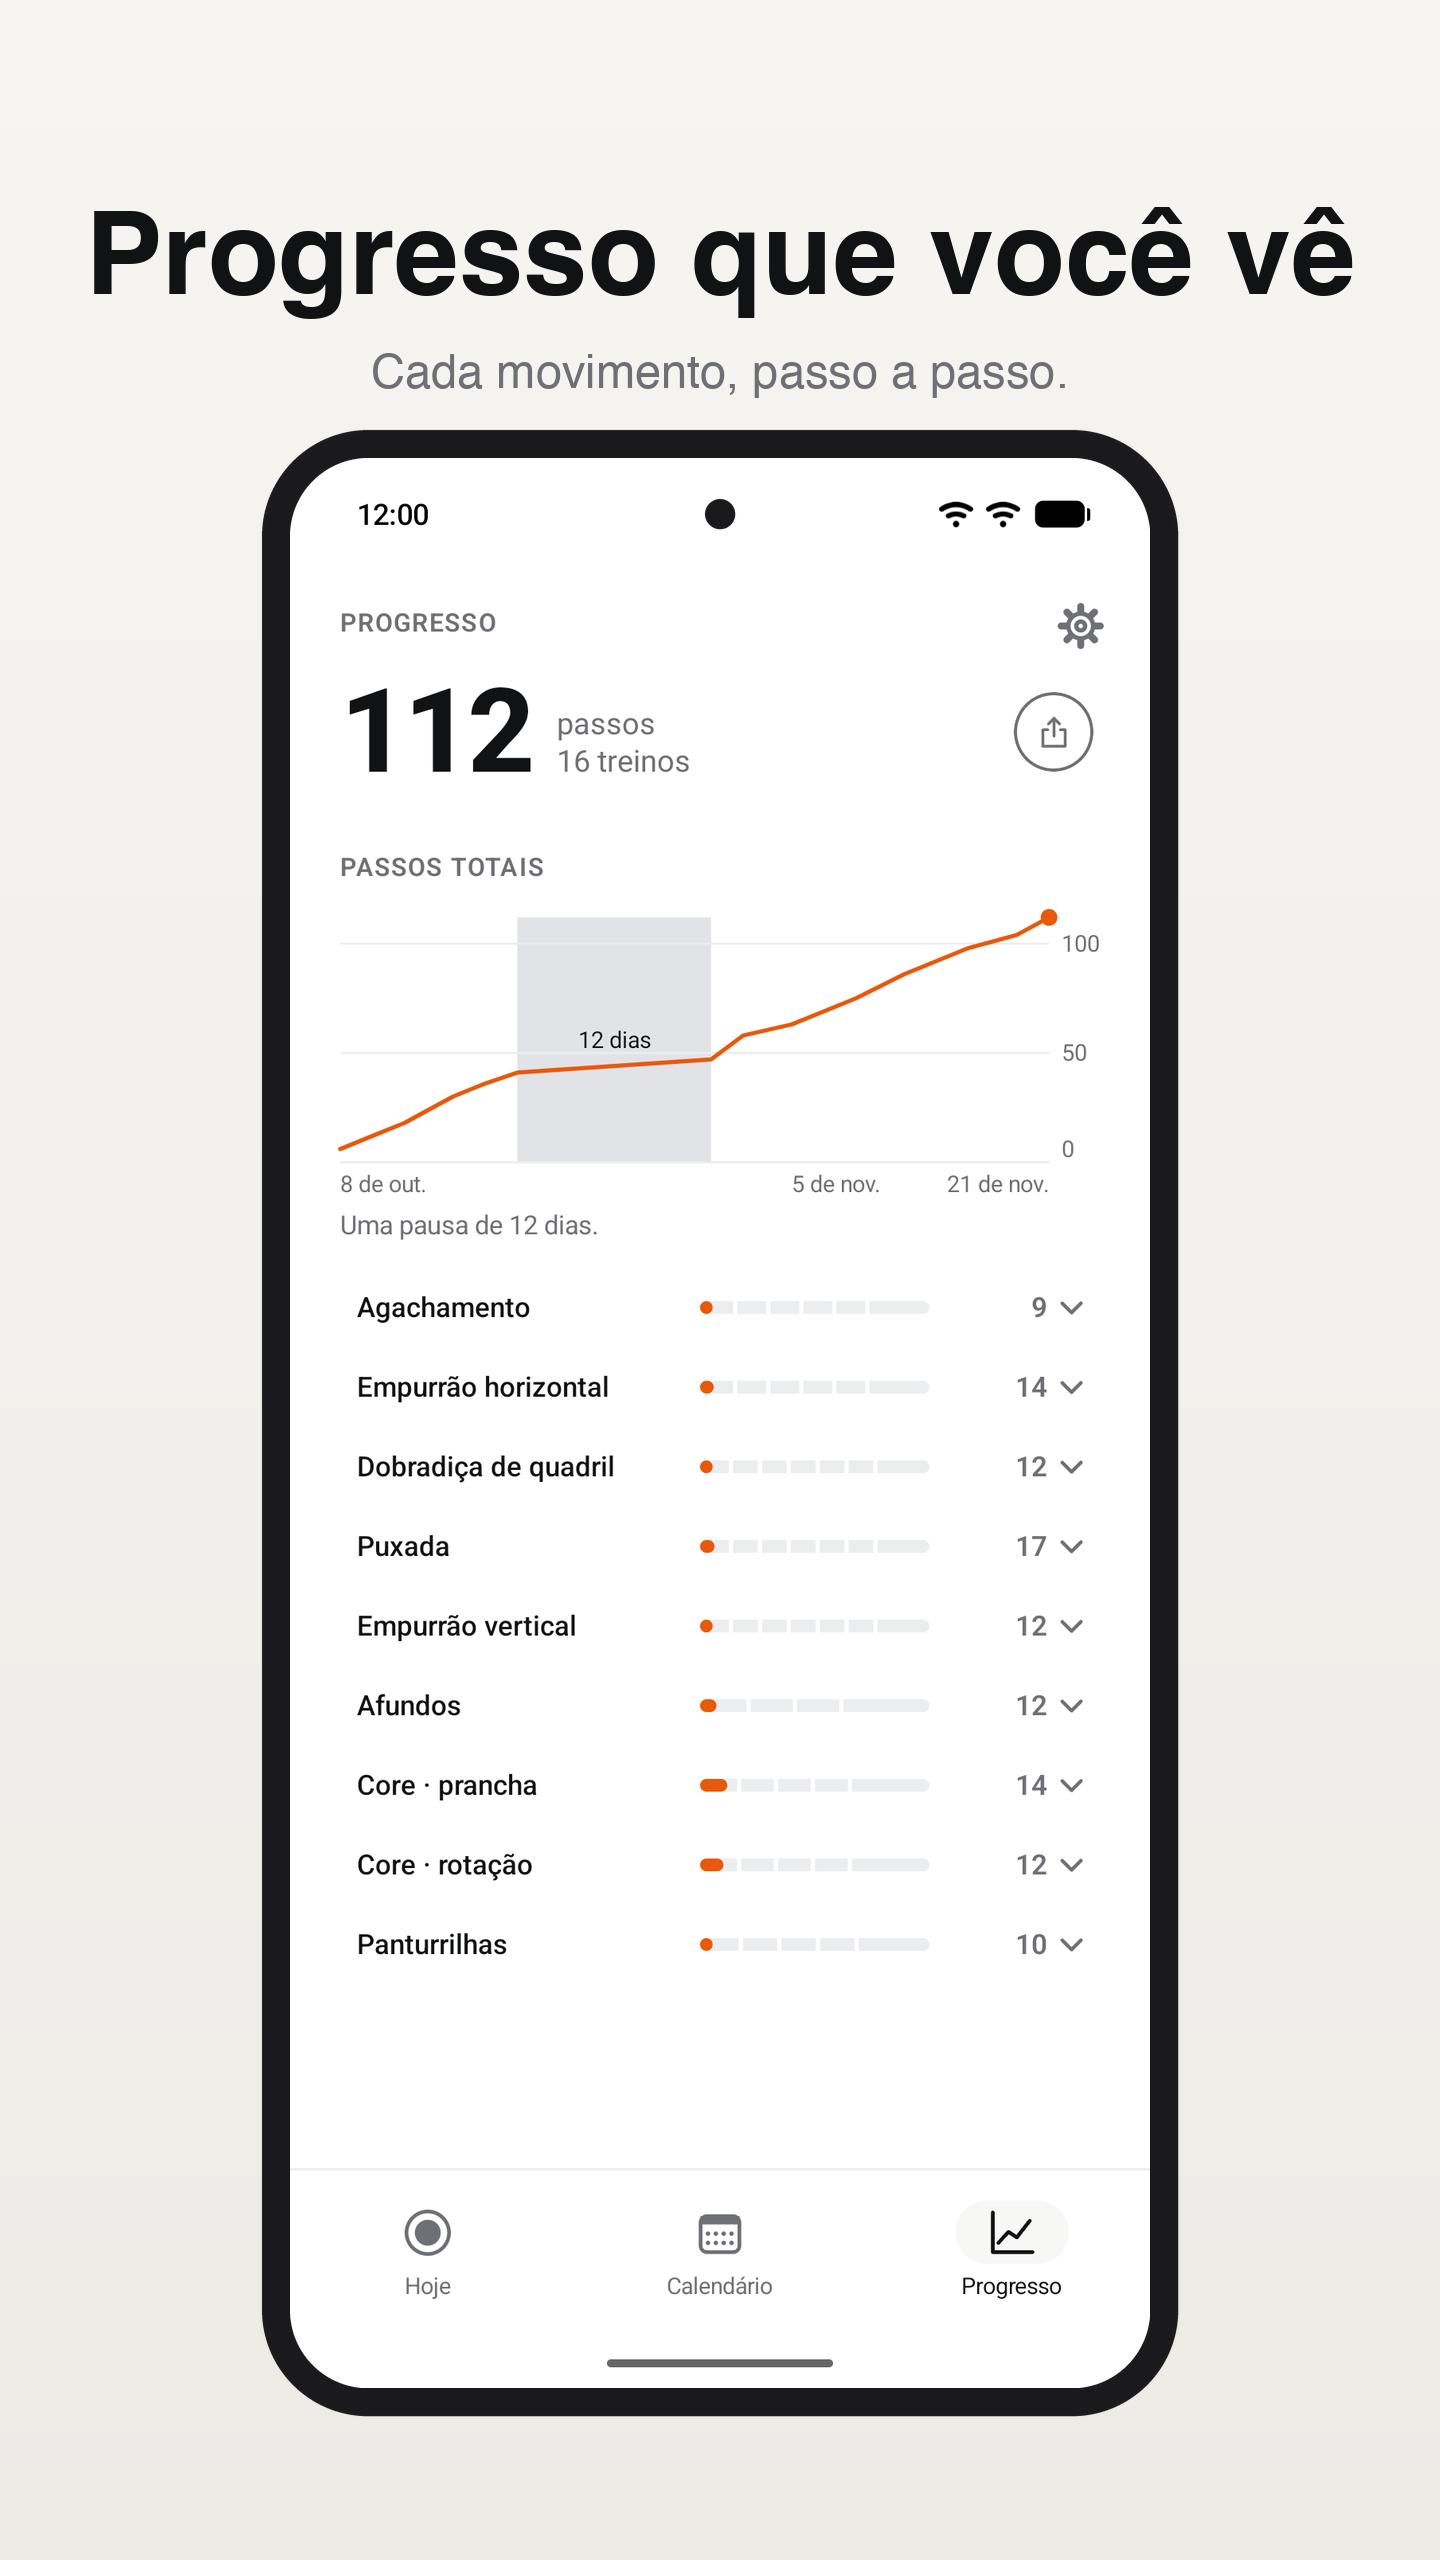 Progresso que você vê
Cada movimento, passo a passo.
12:00
PROGRESSO
112
passos
16 treinos
PASSOS TOTAIS
100
12 dias
50
0
8 de out.
5 de nov.
21 de nov.
Uma pausa de 12 dias.
Agachamento 9
Empurrão horizontal 14
Dobradiça de quadril 12
Puxada 17
Empurrão vertical 12
Afundos 12
Core · prancha 14
Core · rotação 12
Panturrilhas 10
Hoje
Calendário
Progresso